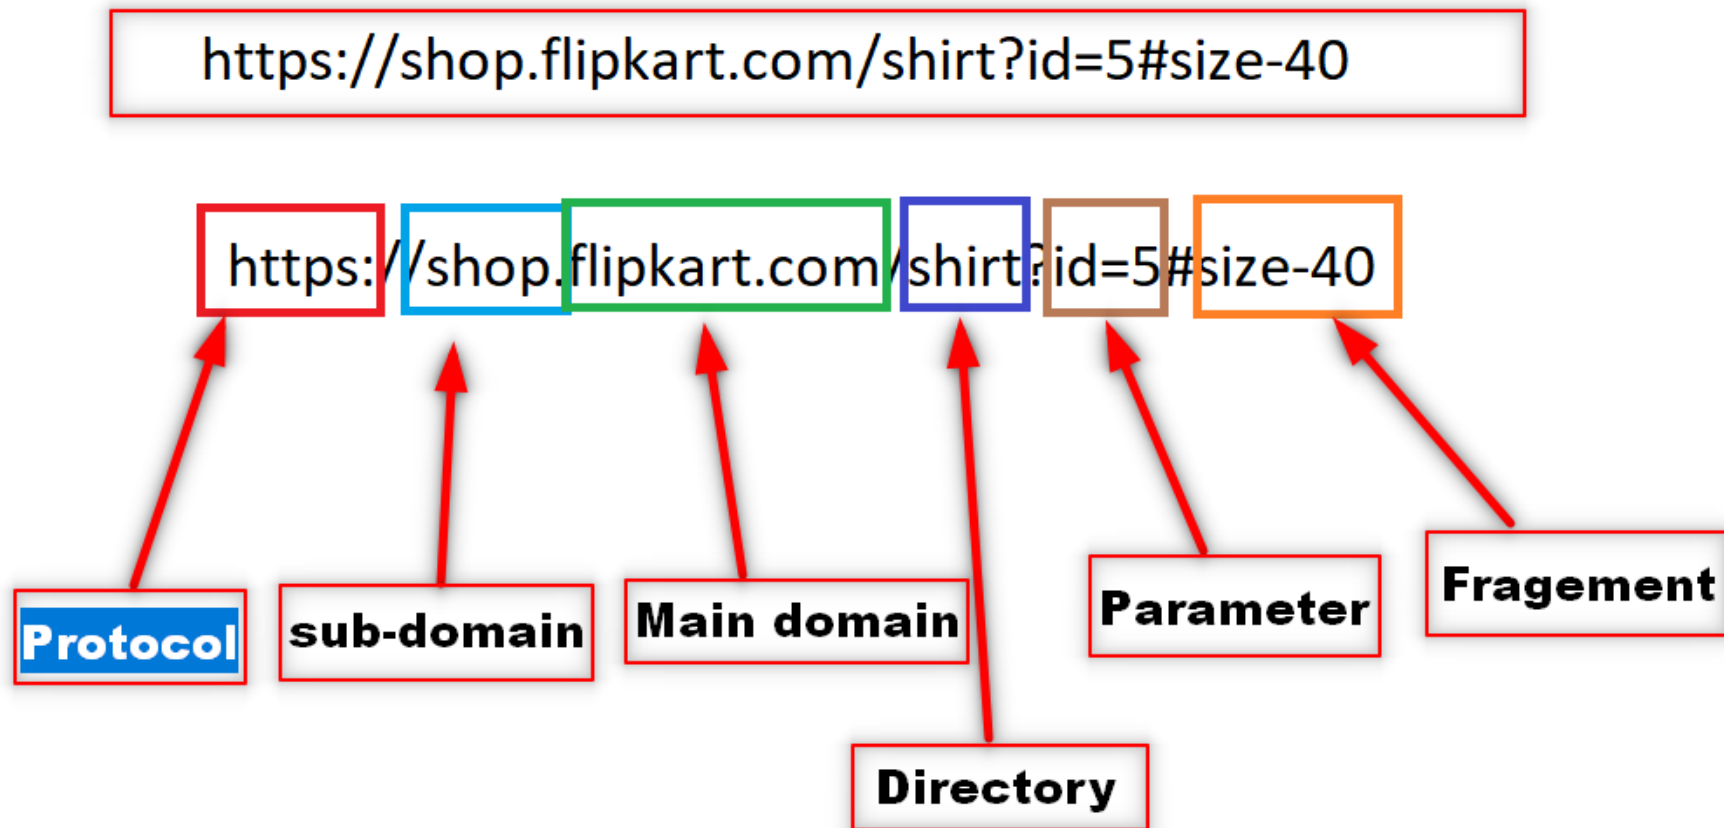 https://shop.flipkart.com/shirt?id=5#size-40
https://shop.flipkart.com/shirt?id=5#size-40
Protocol
sub-domain
Main domain
Parameter
Fragement
Directory